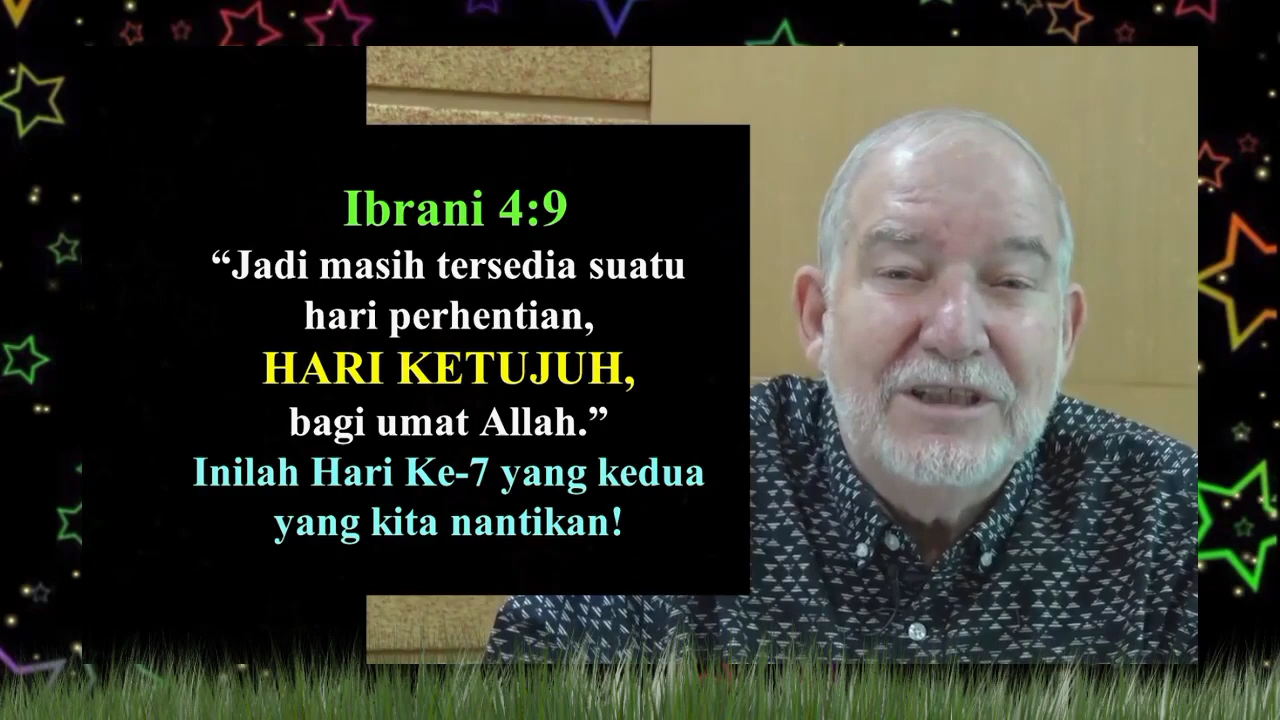 Ibrani 4:9
“Jadi masih tersedia suatu
hari perhentian,
HARI KETUJUH,
bagi umat Allah.”
Inilah Hari Ke-7 yang kedua
yang kita nantikan!